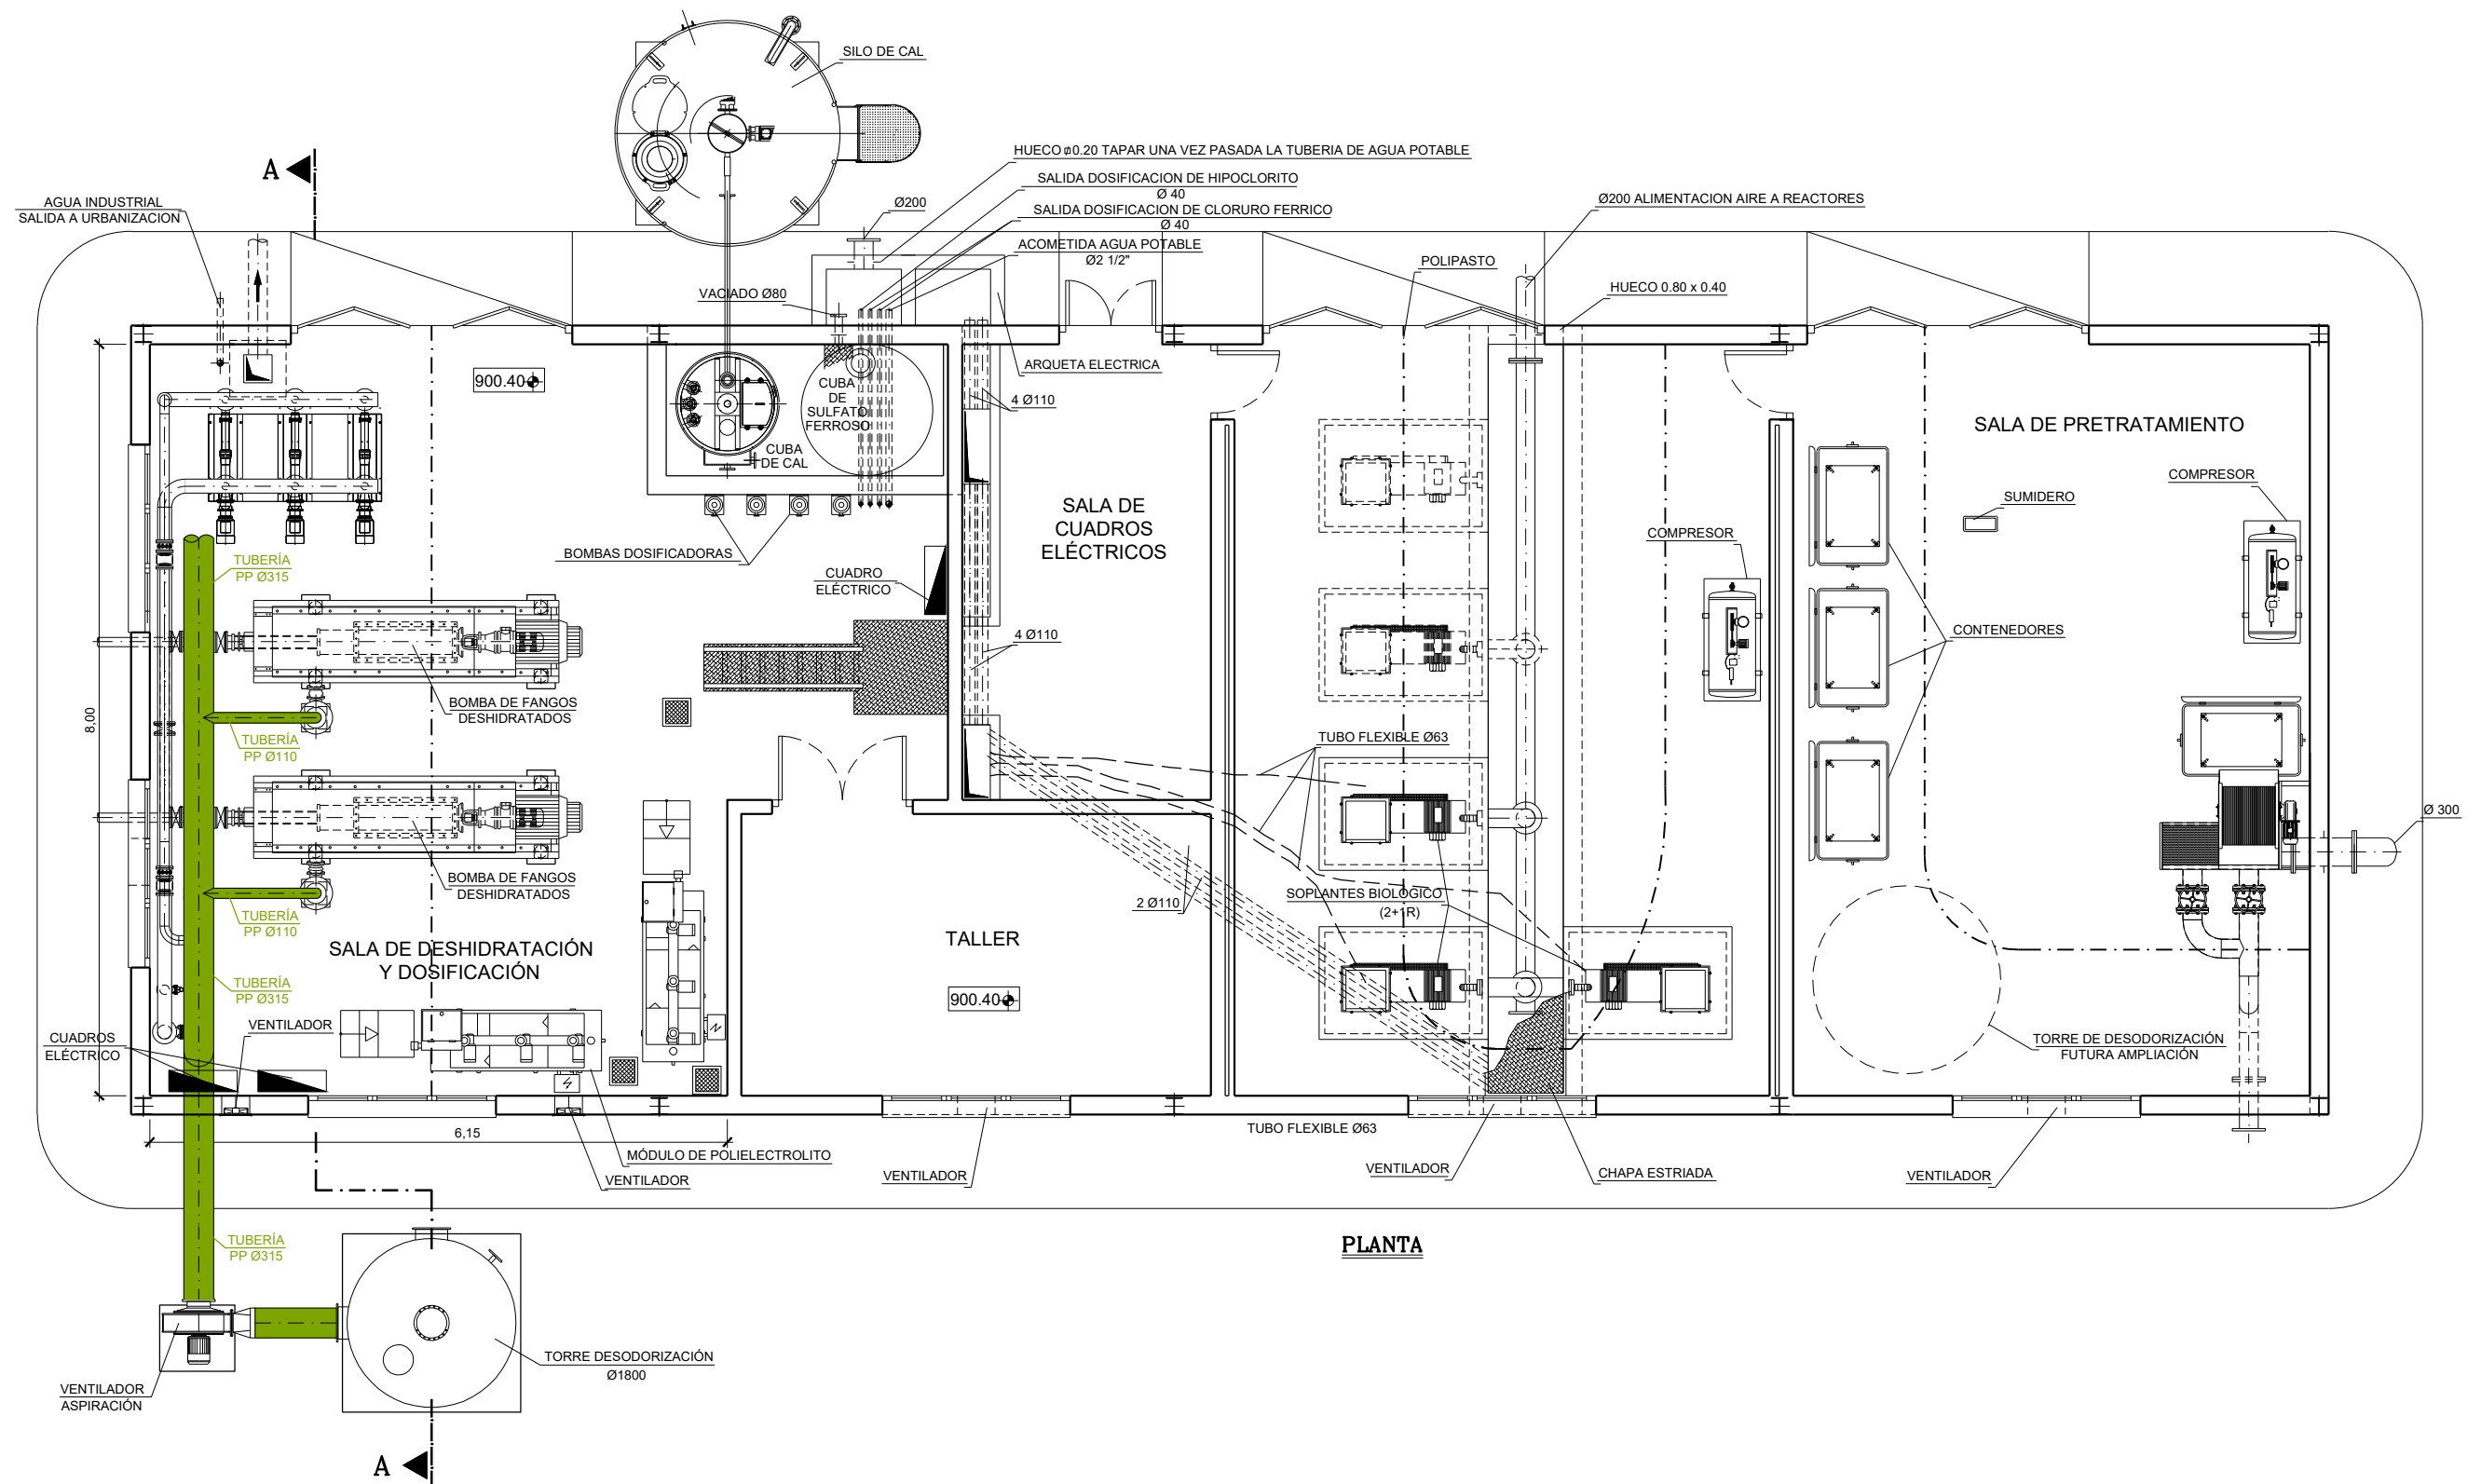 SILO DE CAL
HUECO ø0.20 TAPAR UNA VEZ PASADA LA TUBERIA DE AGUA POTABLE
A
SALIDA DOSIFICACION DE HIPOCLORITO
Ø 40
AGUA INDUSTRIAL
SALIDA A URBANIZACION
Ø200
SALIDA DOSIFICACION DE CLORURO FERRICO
Ø 40
Ø200 ALIMENTACION AIRE A REACTORES
ACOMETIDA AGUA POTABLE
Ø2 1/2"
POLIPASTO
VACIADO Ø80
HUECO 0.80 x 0.40
ARQUETA ELECTRICA
900.40
CUBA
DE
SULFATO
FERROSO
4 Ø110
CUBA
DE CAL
SALA DE PRETRATAMIENTO
COMPRESOR
SUMIDERO
SALA DE
CUADROS
ELÉCTRICOS
COMPRESOR
BOMBAS DOSIFICADORAS
TUBERÍA
PP Ø315
CUADRO
ELÉCTRICO
4 Ø110
CONTENEDORES
BOMBA DE FANGOS
DESHIDRATADOS
8,00
TUBERÍA
PP Ø110
TUBO FLEXIBLE Ø63
Ø 300
BOMBA DE FANGOS
DESHIDRATADOS
SOPLANTES BIOLOGICO
(2+1R)
2 Ø110
TUBERÍA
PP Ø110
SALA DE DESHIDRATACIÓN
Y DOSIFICACIÓN
TALLER
TUBERÍA
PP Ø315
900.40
VENTILADOR
CUADROS
ELÉCTRICO
TORRE DE DESODORIZACIÓN
FUTURA AMPLIACIÓN
6,15
TUBO FLEXIBLE Ø63
MÓDULO DE POLIELECTROLITO
VENTILADOR
VENTILADOR
VENTILADOR
CHAPA ESTRIADA
VENTILADOR
TUBERÍA
PP Ø315
PLANTA
TORRE DESODORIZACIÓN
Ø1800
VENTILADOR
ASPIRACIÓN
A